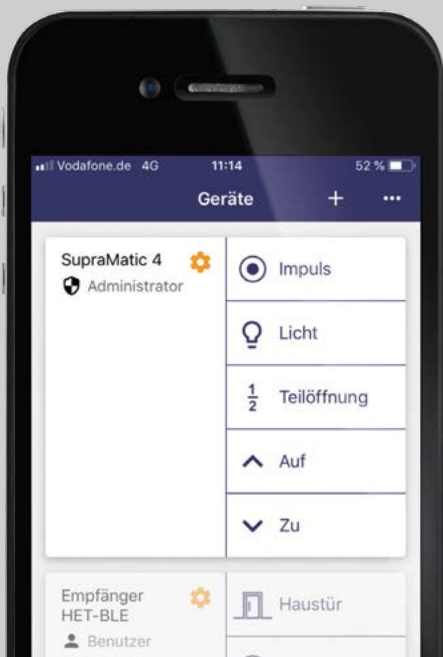 Vodafone.de 4G 11:14 52 %
Geräte + •••
SupraMatic 4
Administrator
Impuls
Licht
1/2 Teilöffnung
Auf
Zu
Empfänger
HET-BLE
Benutzer
Haustür